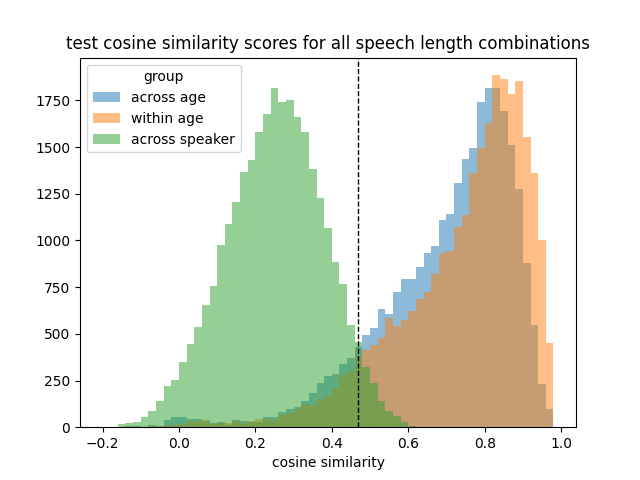 test cosine similarity scores for all speech length combinations
group
across age
within age
across speaker
1750
1500
1250
1000
750
500
250
0
−0.2 0.0 0.2 0.4 0.6 0.8 1.0
cosine similarity